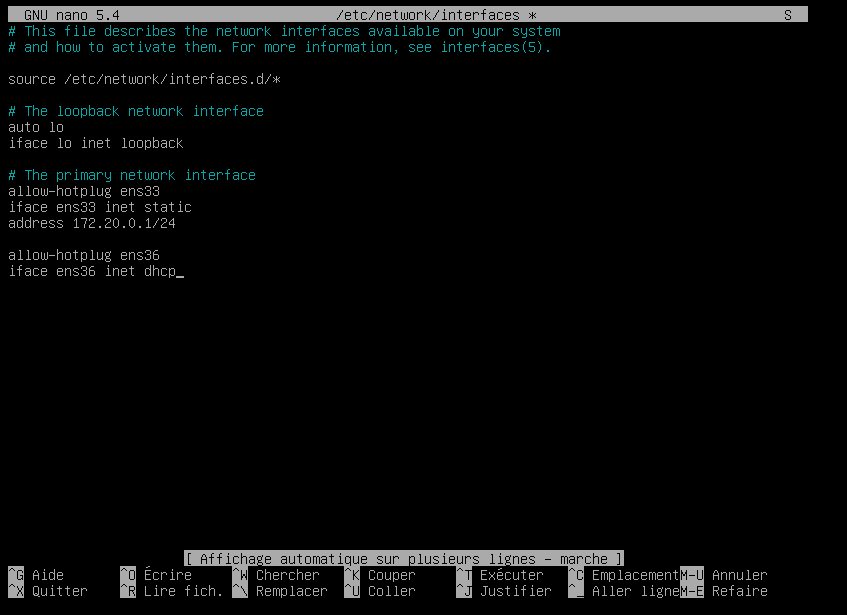 GNU nano 5.4 /etc/network/interfaces * S
# This file describes the network interfaces available on your system
# and how to activate them. For more information, see interfaces(5).
source /etc/network/interfaces.d/*
# The loopback network interface
auto lo
iface lo inet loopback
# The primary network interface
allow-hotplug ens33
iface ens33 inet static
address 172.20.0.1/24
allow-hotplug ens36
iface ens36 inet dhcp_
[ Affichage automatique sur plusieurs lignes - marche ]
^G Aide ^O Écrire ^W Chercher ^K Couper ^T Exécuter ^C Emplacement M-U Annuler
^X Quitter ^R Lire fich. ^\ Remplacer ^U Coller ^J Justifier ^_ Aller ligne M-E Refaire